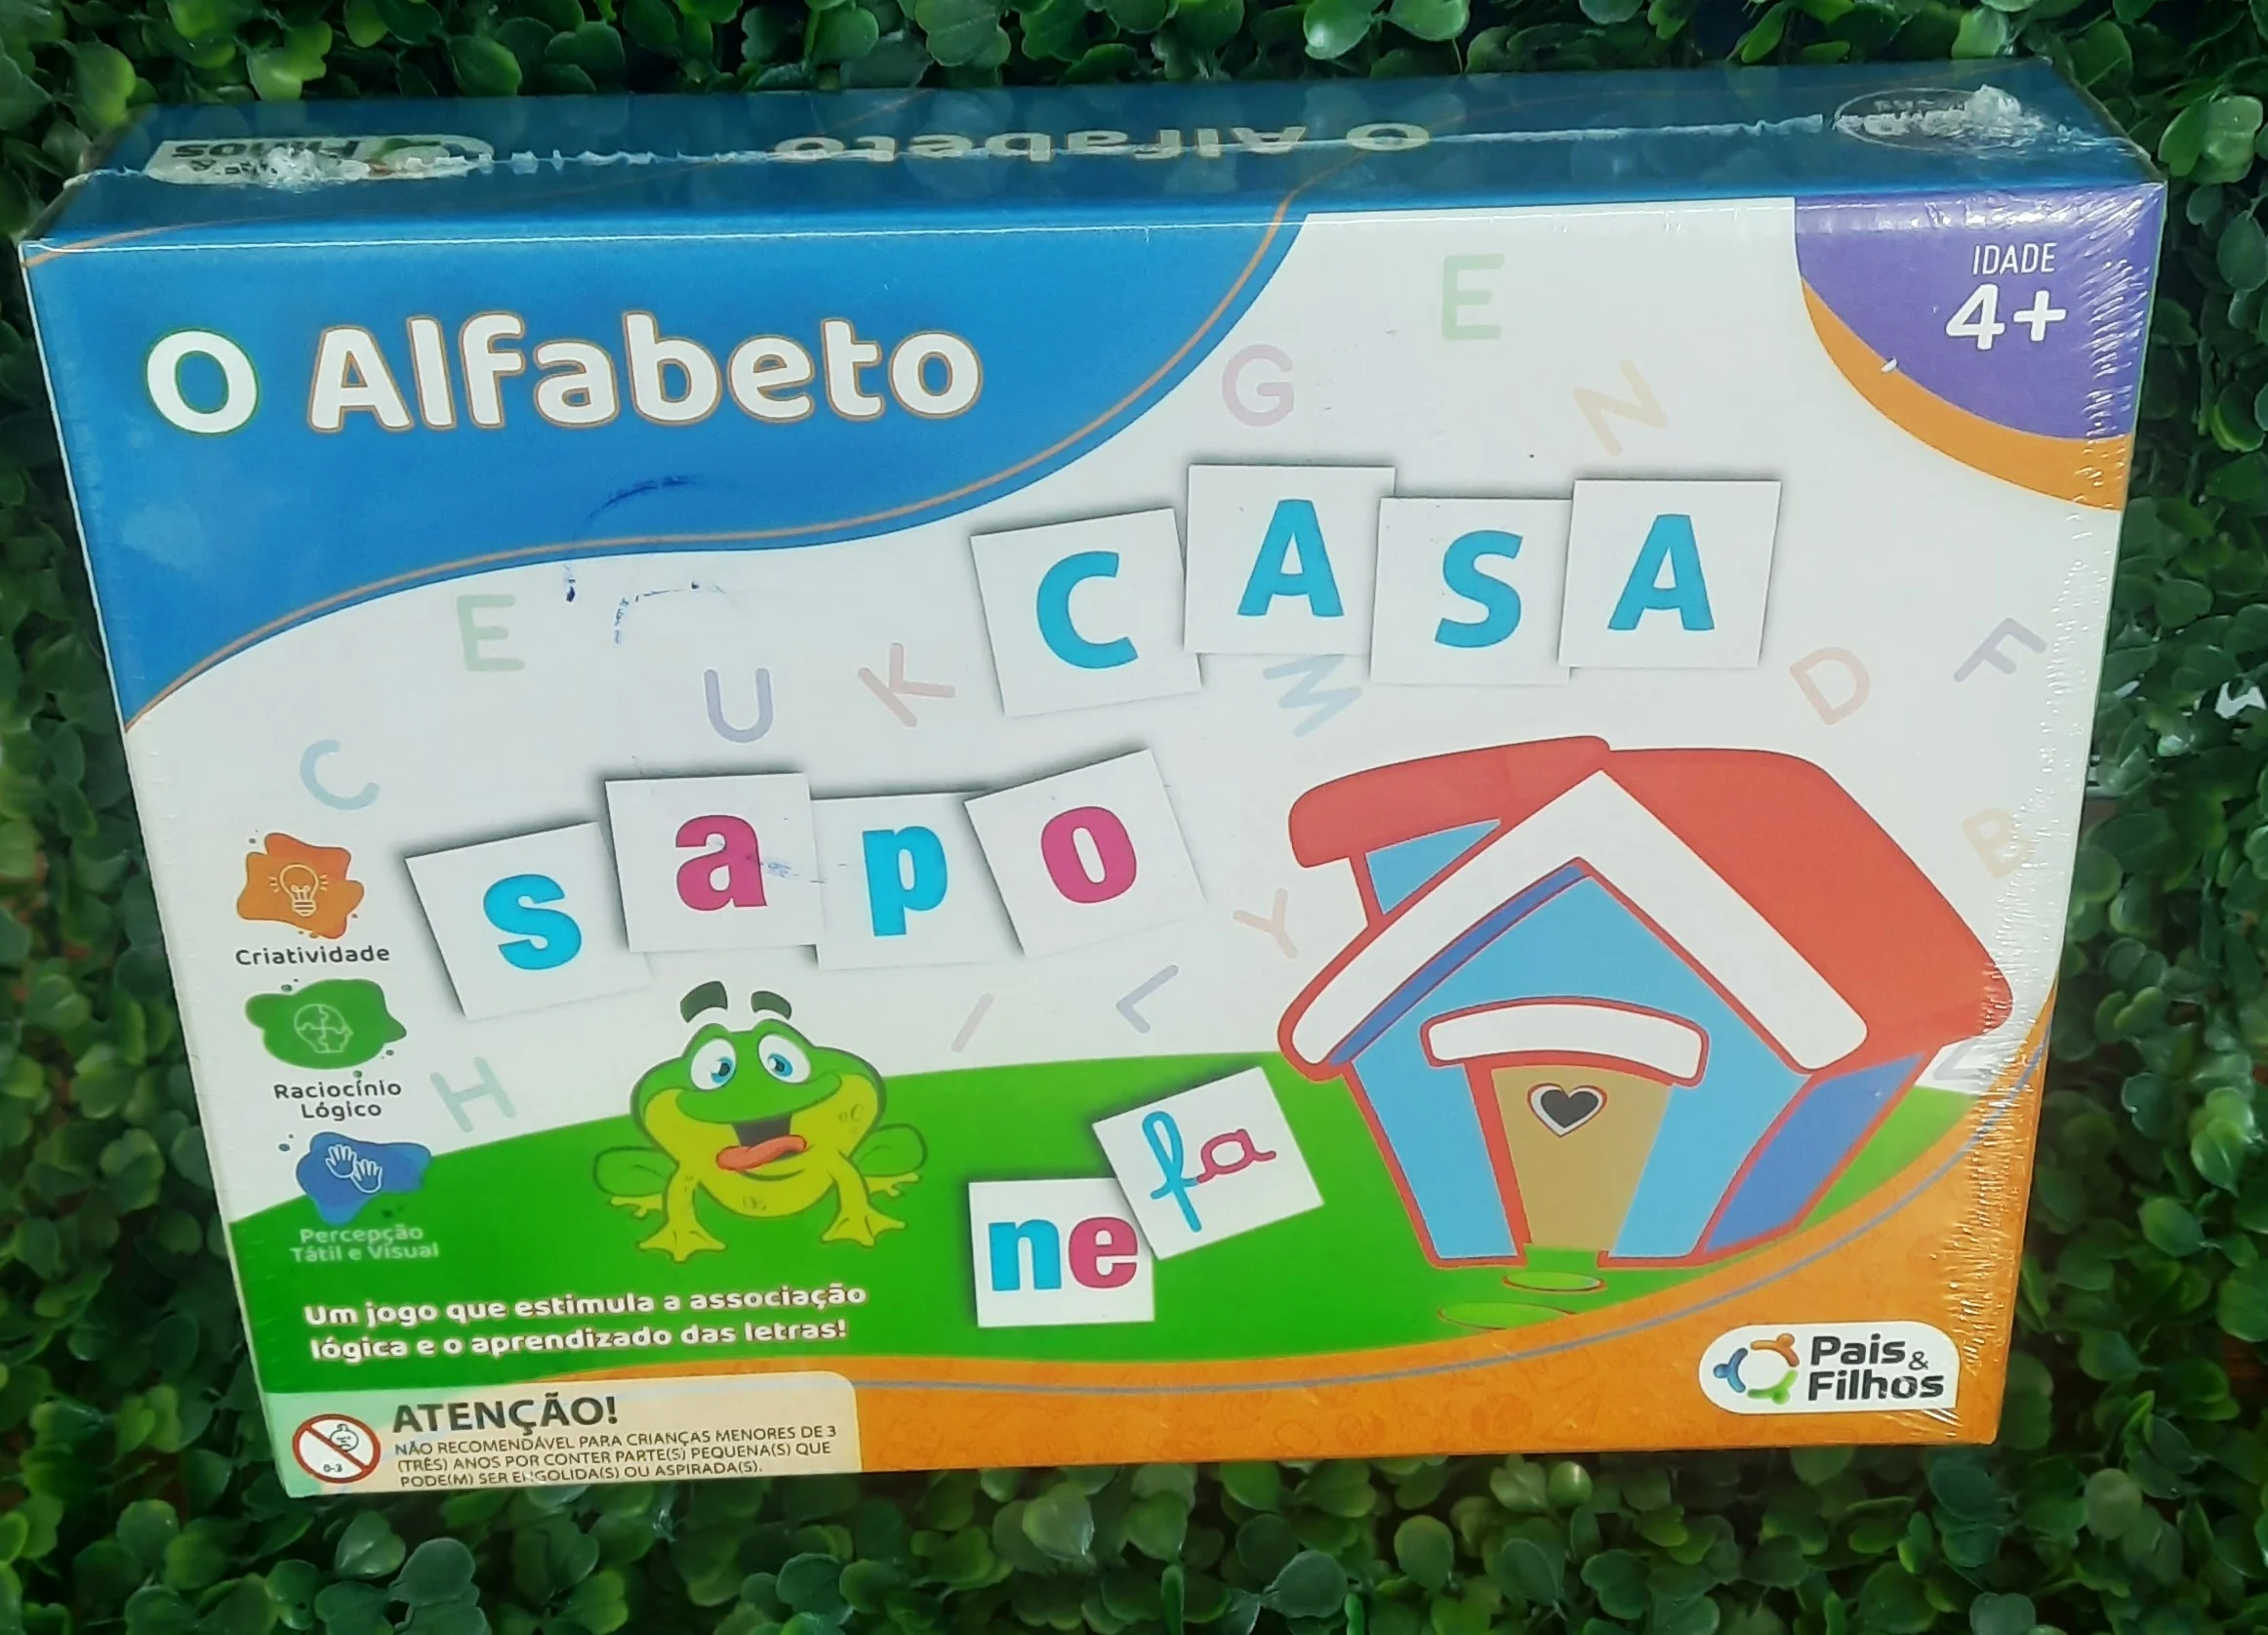 O Alfabeto
O Alfabeto
IDADE
4+
E
G
N
C A S A
E
U
K
M
D
F
C
s a p o
B
Y
Criatividade
I
L
Raciocínio
Lógico
H
fa
ne
Percepção
Tátil e Visual
Um jogo que estimula a associação
lógica e o aprendizado das letras!
Pais &
Filhos
ATENÇÃO!
NÃO RECOMENDÁVEL PARA CRIANÇAS MENORES DE 3
(TRÊS) ANOS POR CONTER PARTE(S) PEQUENA(S) QUE
PODE(M) SER ENGOLIDA(S) OU ASPIRADA(S).
0-3